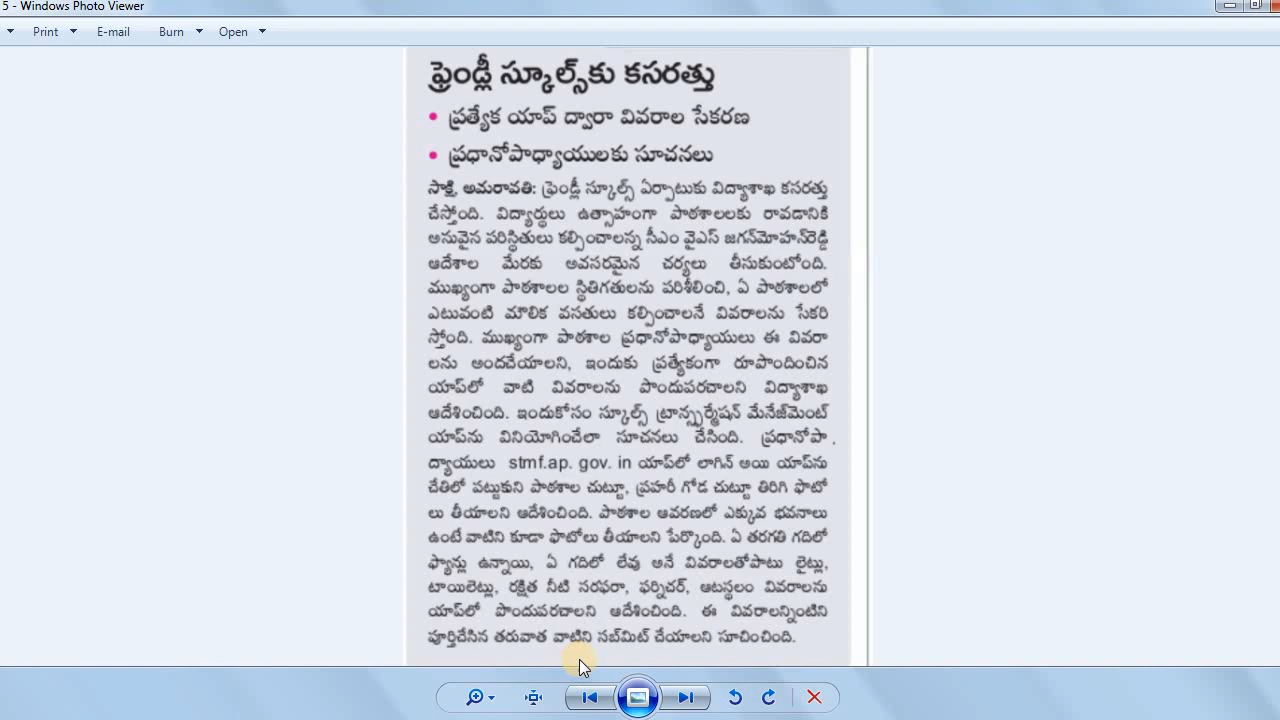 5 - Windows Photo Viewer
Print E-mail Burn Open
ఫ్రెండ్లీ స్కూల్స్‌కు కసరత్తు
• ప్రత్యేక యాప్ ద్వారా వివరాల సేకరణ
• ప్రధానోపాధ్యాయులకు సూచనలు
సాక్షి, అమరావతి: ఫ్రెండ్లీ స్కూల్స్ ఏర్పాటుకు విద్యాశాఖ కసరత్తు
చేస్తోంది. విద్యార్థులు ఉత్సాహంగా పాఠశాలలకు రావడానికి
అనువైన పరిస్థితులు కల్పించాలన్న సీఎం వైఎస్ జగన్‌మోహన్‌రెడ్డి
ఆదేశాల మేరకు అవసరమైన చర్యలు తీసుకుంటోంది.
ముఖ్యంగా పాఠశాలల స్థితిగతులను పరిశీలించి, ఏ పాఠశాలలో
ఎటువంటి మౌలిక వసతులు కల్పించాలనే వివరాలను సేకరి
స్తోంది. ముఖ్యంగా పాఠశాల ప్రధానోపాధ్యాయులు ఈ వివరా
లను అందచేయాలని, ఇందుకు ప్రత్యేకంగా రూపొందించిన
యాప్‌లో వాటి వివరాలను పొందుపరచాలని విద్యాశాఖ
ఆదేశించింది. ఇందుకోసం స్కూల్స్ ట్రాన్స్ఫర్మేషన్ మేనేజ్‌మెంట్
యాప్‌ను వినియోగించేలా సూచనలు చేసింది. ప్రధానోపా
ధ్యాయులు stmf.ap. gov. in యాప్‌లో లాగిన్ అయి యాప్‌ను
చేతిలో పట్టుకుని పాఠశాల చుట్టూ, ప్రహరీ గోడ చుట్టూ తిరిగి ఫొటో
లు తీయాలని ఆదేశించింది. పాఠశాల ఆవరణలో ఎక్కువ భవనాలు
ఉంటే వాటిని కూడా ఫొటోలు తీయాలని పేర్కొంది. ఏ తరగతి గదిలో
ఫ్యాన్లు ఉన్నాయి, ఏ గదిలో లేవు అనే వివరాలతోపాటు లైట్లు,
టాయిలెట్లు, రక్షిత నీటి సరఫరా, ఫర్నిచర్, ఆటస్థలం వివరాలను
యాప్‌లో పొందుపరచాలని ఆదేశించింది. ఈ వివరాలన్నింటిని
పూర్తిచేసిన తరువాత వాటిని సబ్‌మిట్ చేయాలని సూచించింది.